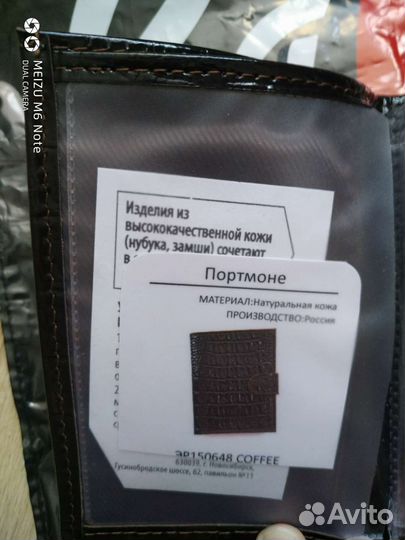 MEIZU M6 Note
DUAL CAMERA
Изделия из
высококачественной кожи
(нубука, замши) сочетают
в
Портмоне
МАТЕРИАЛ:Натуральная кожа
ПРОИЗВОДСТВО:Россия
ЭР150648 COFFEE
630039, г. Новосибирск,
Гусинобродское шоссе, 62, павильон №11
Avito